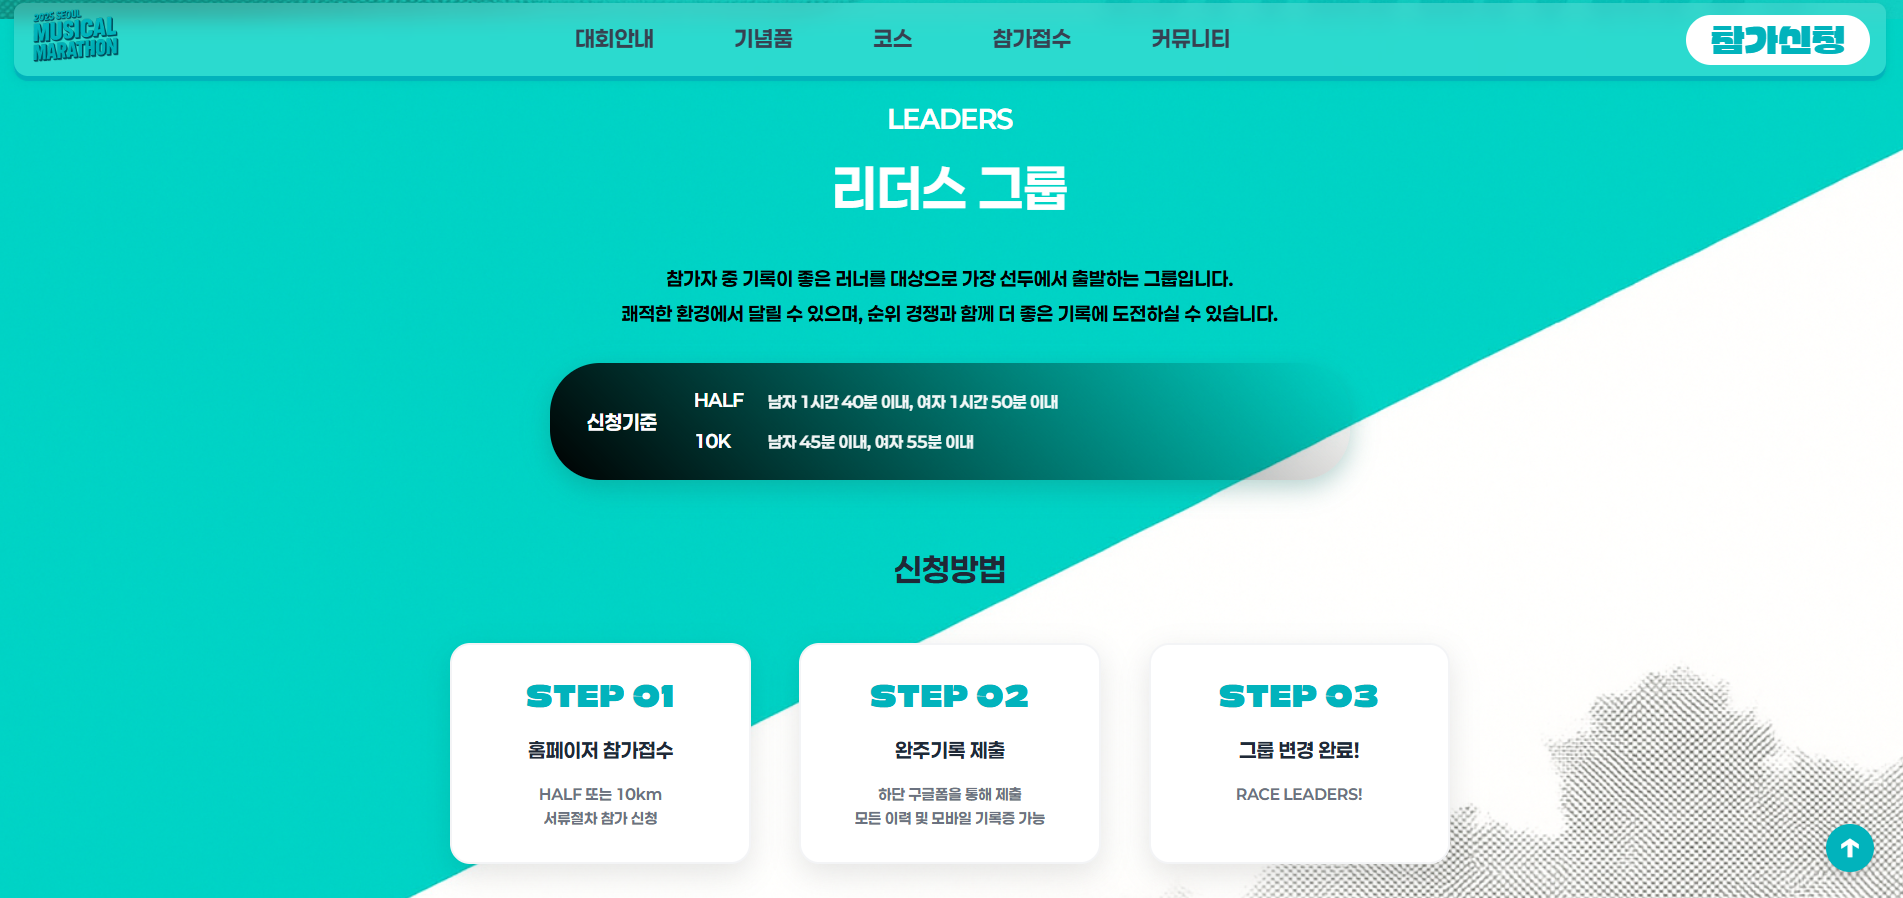 2025 SEOUL
MUSICAL
MARATHON
대회안내
기념품
코스
참가접수
커뮤니티
참가신청
LEADERS
리더스 그룹
참가자 중 기록이 좋은 러너를 대상으로 가장 선두에서 출발하는 그룹입니다.
쾌적한 환경에서 달릴 수 있으며, 순위 경쟁과 함께 더 좋은 기록에 도전하실 수 있습니다.
신청기준
HALF 남자 1시간 40분 이내, 여자 1시간 50분 이내
10K 남자 45분 이내, 여자 55분 이내
신청방법
STEP 01
홈페이저 참가접수
HALF 또는 10km
서류절차 참가 신청
STEP 02
완주기록 제출
하단 구글폼을 통해 제출
모든 이력 및 모바일 기록증 가능
STEP 03
그룹 변경 완료!
RACE LEADERS!